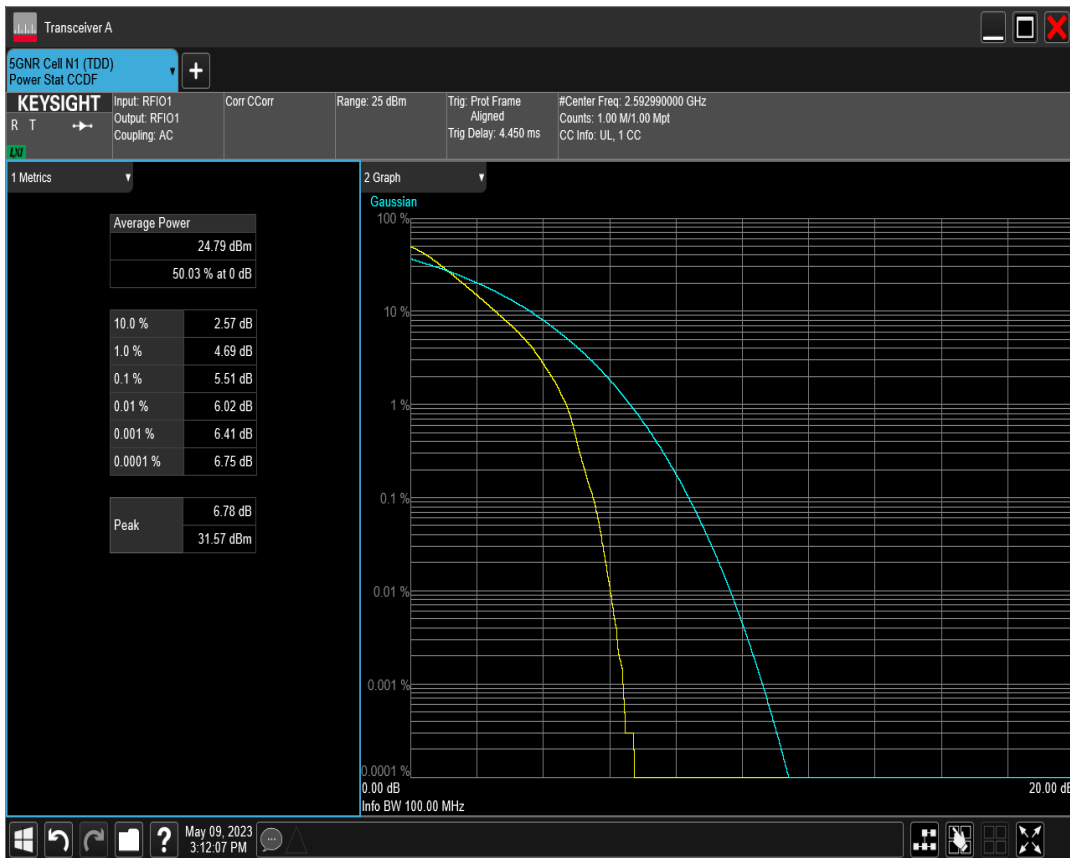 Transceiver A
5GNR Cell N1 (TDD)
Power Stat CCDF
KEYSIGHT
R T
LXI
Input: RFIO1
Output: RFIO1
Coupling: AC
Corr CCorr
Range: 25 dBm
Trig: Prot Frame
Aligned
Trig Delay: 4.450 ms
#Center Freq: 2.592990000 GHz
Counts: 1.00 M/1.00 Mpt
CC Info: UL, 1 CC
1 Metrics
Average Power
24.79 dBm
50.03 % at 0 dB
10.0 % 2.57 dB
1.0 % 4.69 dB
0.1 % 5.51 dB
0.01 % 6.02 dB
0.001 % 6.41 dB
0.0001 % 6.75 dB
Peak
6.78 dB
31.57 dBm
2 Graph
Gaussian
100 %
10 %
1 %
0.1 %
0.01 %
0.001 %
0.0001 %
0.00 dB 20.00 dB
Info BW 100.00 MHz
May 09, 2023
3:12:07 PM